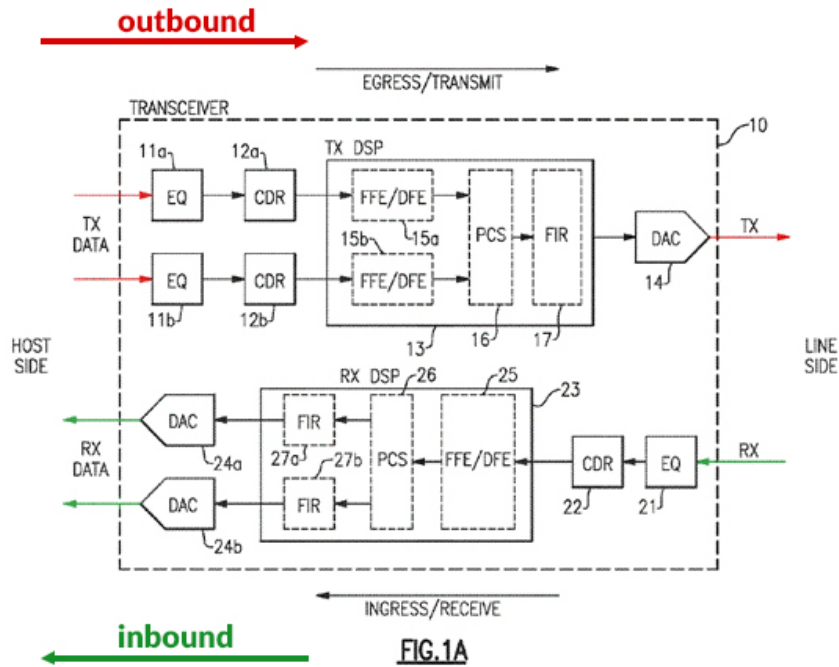 outbound
EGRESS/TRANSMIT
TRANSCEIVER
10
11a
12a
TX DSP
EQ
CDR
FFE/DFE
15a
PCS
FIR
DAC
TX
14
TX
DATA
15b
EQ
CDR
FFE/DFE
11b
12b
13
16
17
HOST
SIDE
LINE
SIDE
RX DSP
26
25
23
DAC
24a
FIR
27a
PCS
FFE/DFE
CDR
22
EQ
21
RX
RX
DATA
27b
DAC
24b
FIR
INGRESS/RECEIVE
inbound
FIG.1A